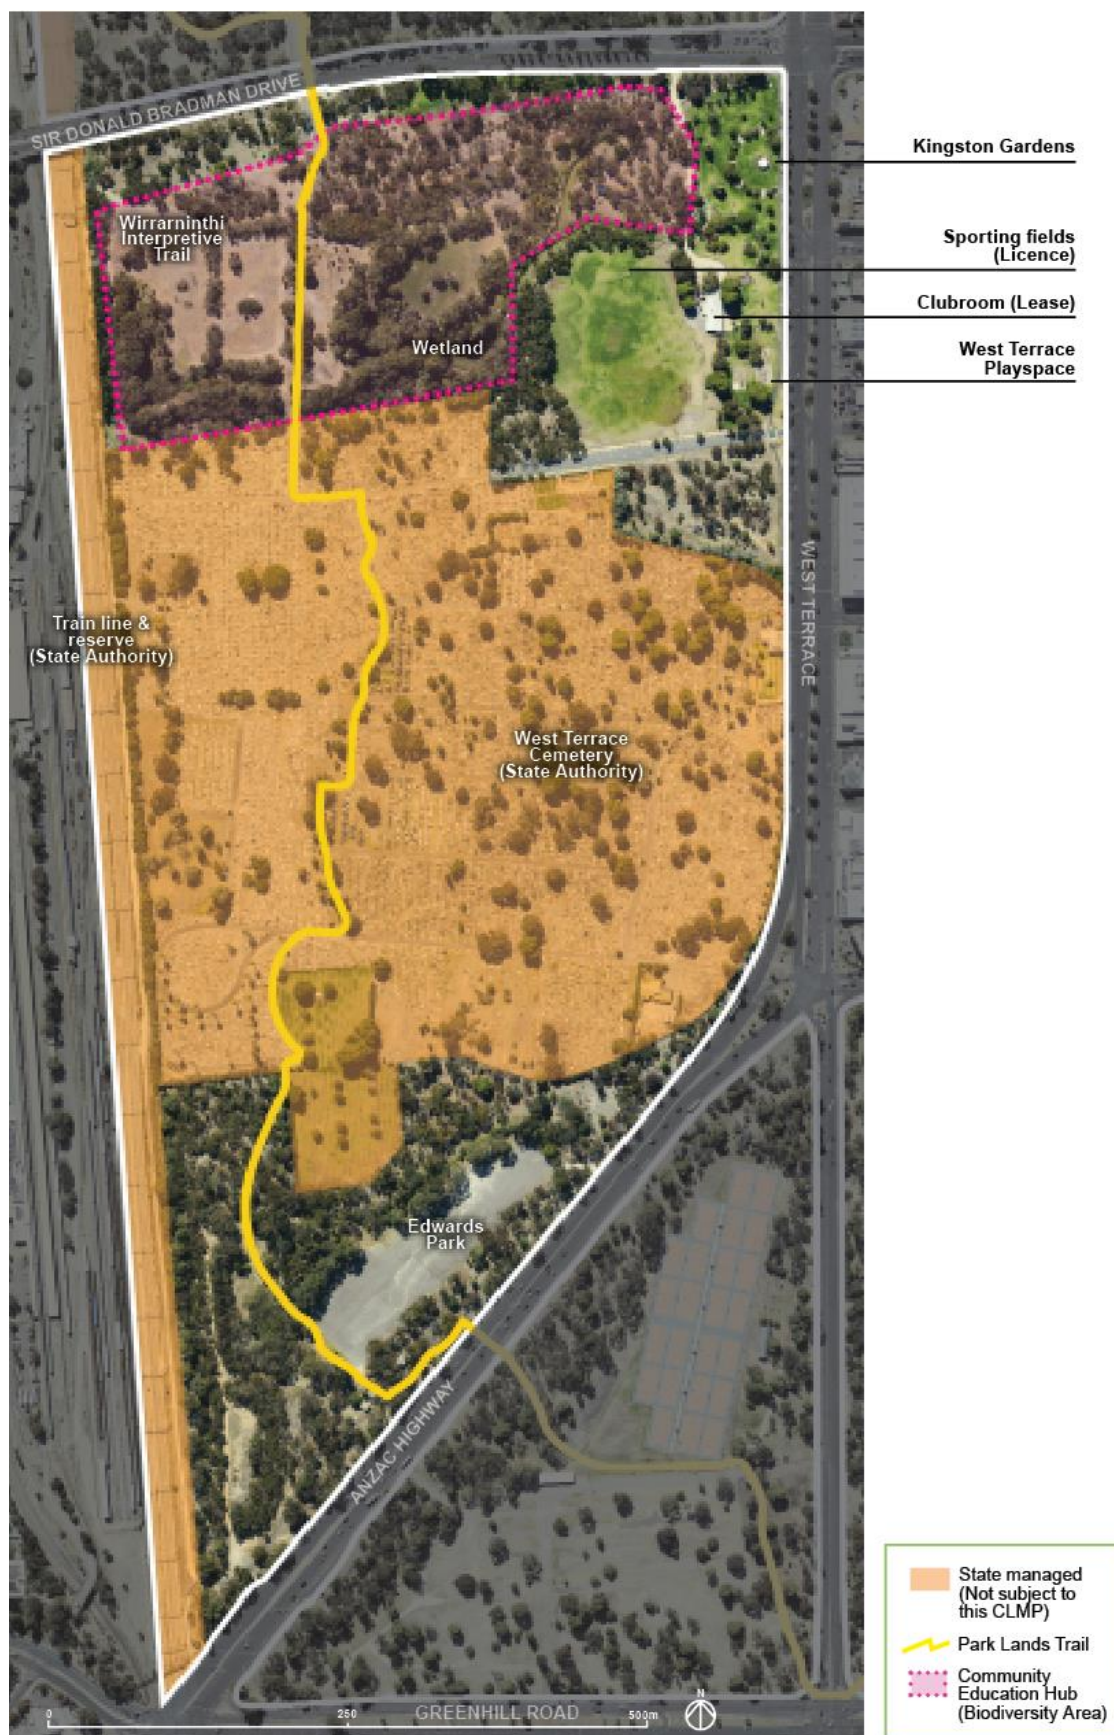 SIR DONALD BRADMAN DRIVE
Kingston Gardens
Wirrarninthi
Interpretive
Trail
Sporting fields
(Licence)
Clubroom (Lease)
Wetland
West Terrace
Playspace
WEST TERRACE
Train line &
reserve
(State Authority)
West Terrace
Cemetery
(State Authority)
Edwards
Park
ANZAC HIGHWAY
GREENHILL ROAD
0
250
500m
N
State managed
(Not subject to
this CLMP)
Park Lands Trail
Community
Education Hub
(Biodiversity Area)